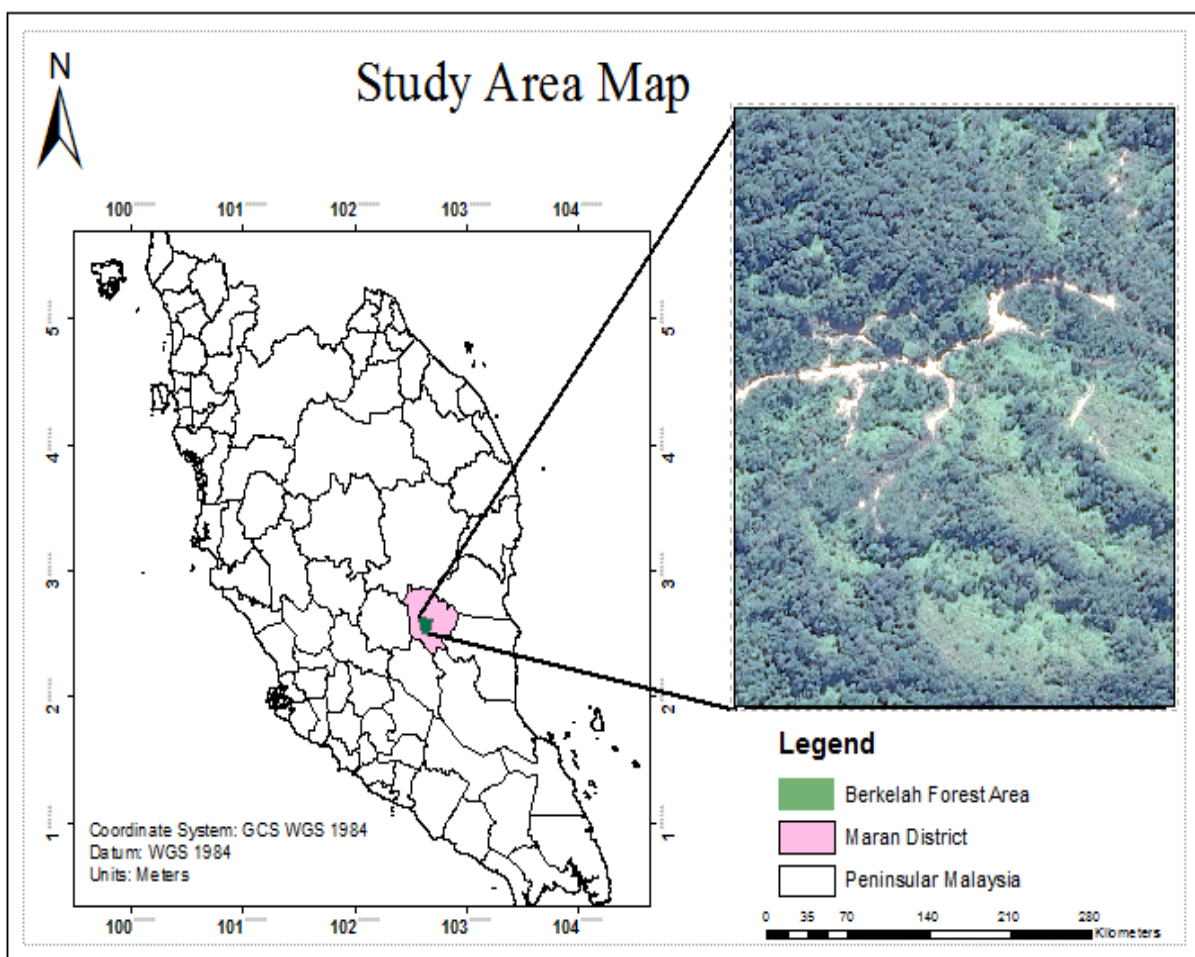 Study Area Map
N
100 101 102 103 104
5
4
3
2
1
5
4
3
2
1
100 101 102 103 104
Coordinate System: GCS WGS 1984
Datum: WGS 1984
Units: Meters
Legend
Berkelah Forest Area
Maran District
Peninsular Malaysia
0 35 70 140 210 280
Kilometers